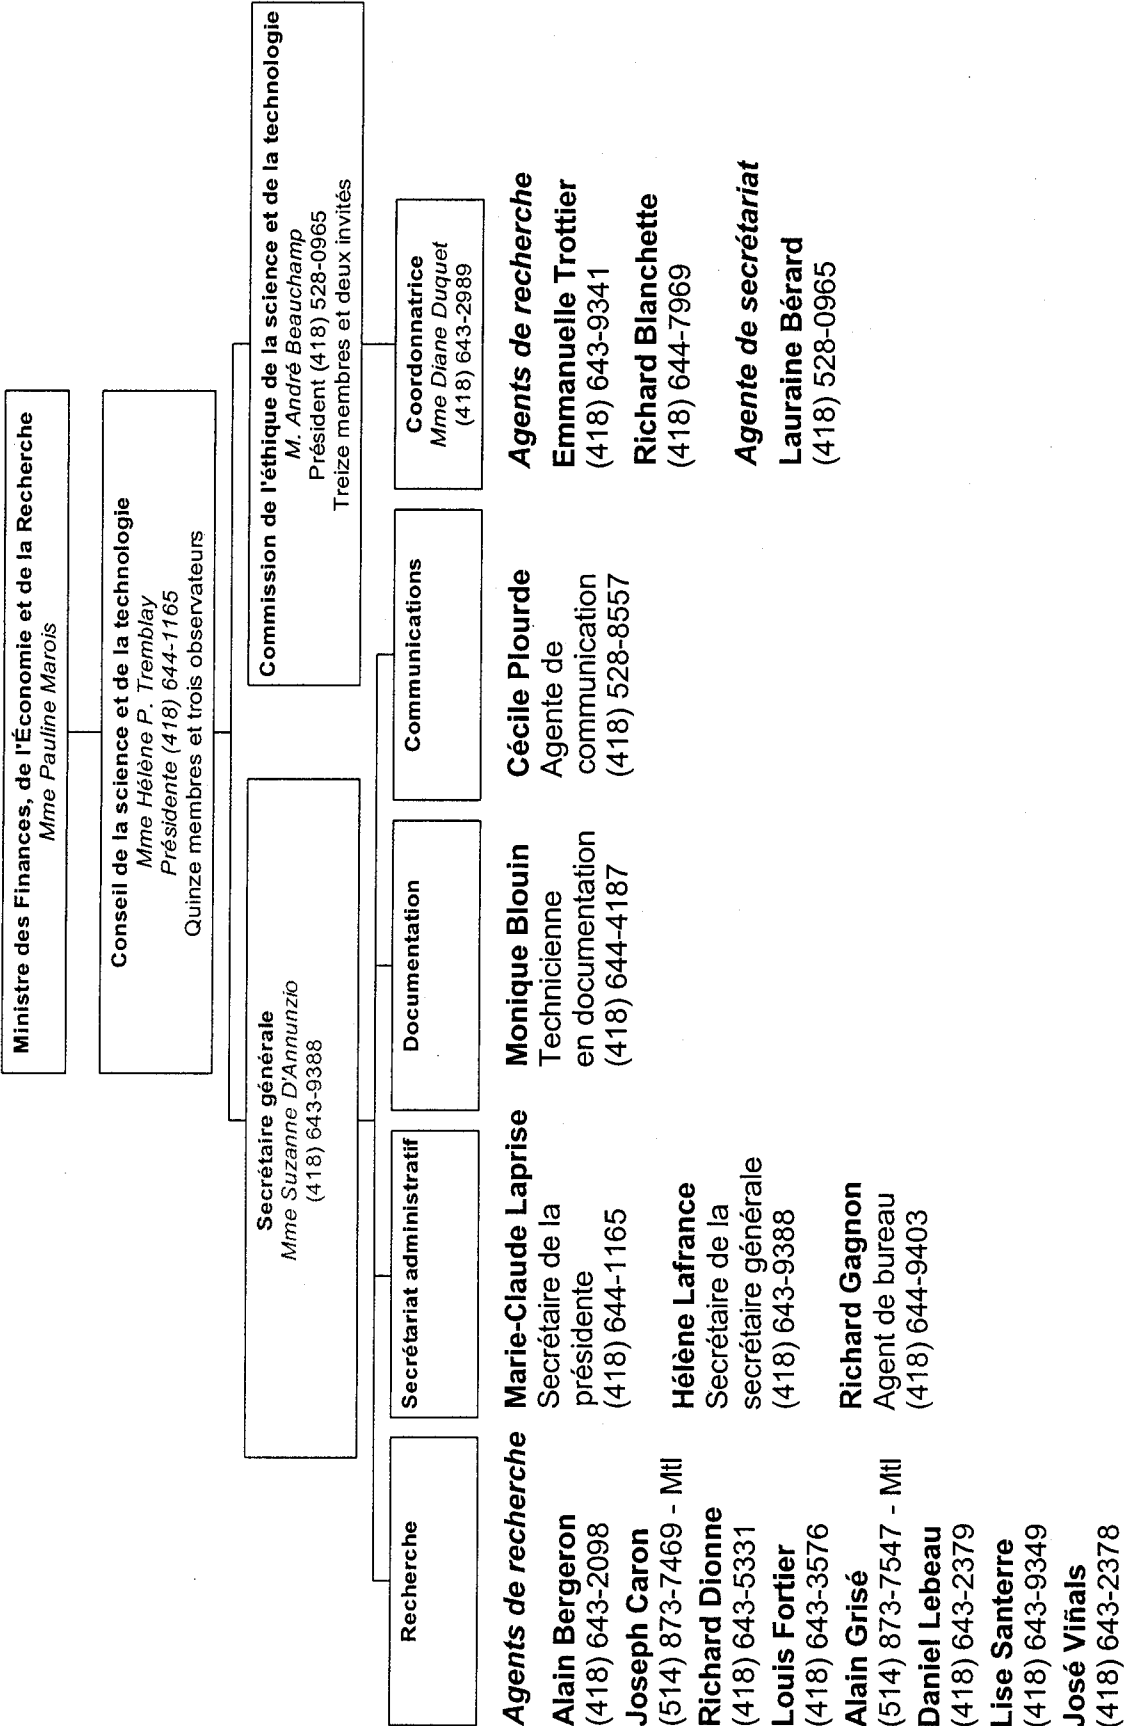 Ministre des Finances, de l'Économie et de la Recherche
Mme Pauline Marois
Conseil de la science et de la technologie
Mme Hélène P. Tremblay
Présidente (418) 644-1165
Quinze membres et trois observateurs
Secrétaire générale
Mme Suzanne D'Annunzio
(418) 643-9388
Commission de l'éthique de la science et de la technologie
M. André Beauchamp
Président (418) 528-0965
Treize membres et deux invités
Recherche
Agents de recherche
Alain Bergeron
(418) 643-2098
Joseph Caron
(514) 873-7469 - Mtl
Richard Dionne
(418) 643-5331
Louis Fortier
(418) 643-3576
Alain Grisé
(514) 873-7547 - Mtl
Daniel Lebeau
(418) 643-2379
Lise Santerre
(418) 643-9349
José Viñals
(418) 643-2378
Secrétariat administratif
Marie-Claude Laprise
Secrétaire de la
présidente
(418) 644-1165
Hélène Lafrance
Secrétaire de la
secrétaire générale
(418) 643-9388
Richard Gagnon
Agent de bureau
(418) 644-9403
Documentation
Monique Blouin
Technicienne
en documentation
(418) 644-4187
Communications
Cécile Plourde
Agente de
communication
(418) 528-8557
Coordonnatrice
Mme Diane Duquet
(418) 643-2989
Agents de recherche
Emmanuelle Trottier
(418) 643-9341
Richard Blanchette
(418) 644-7969
Agente de secrétariat
Lauraine Bérard
(418) 528-0965